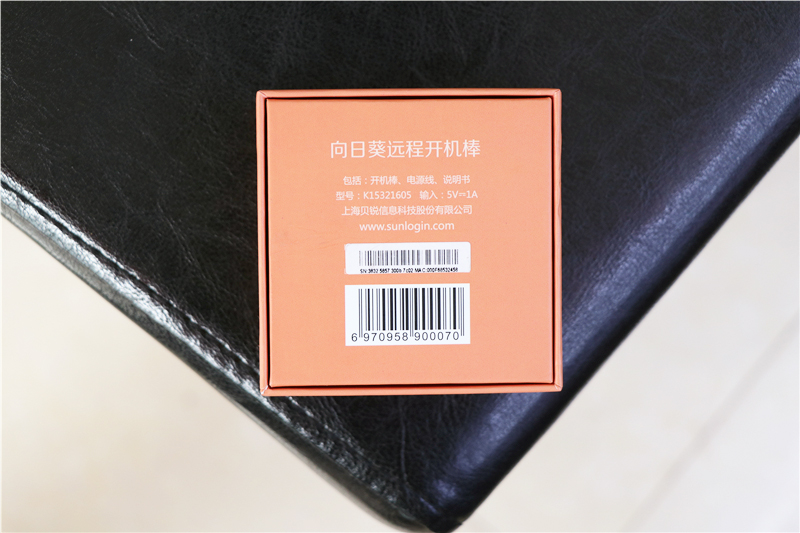 向日葵远程开机棒
包括：开机棒、电源线、说明书
型号：K15321605 输入：5V⎓1A
上海贝锐信息科技股份有限公司
www.sunlogin.com
6 970958 900070